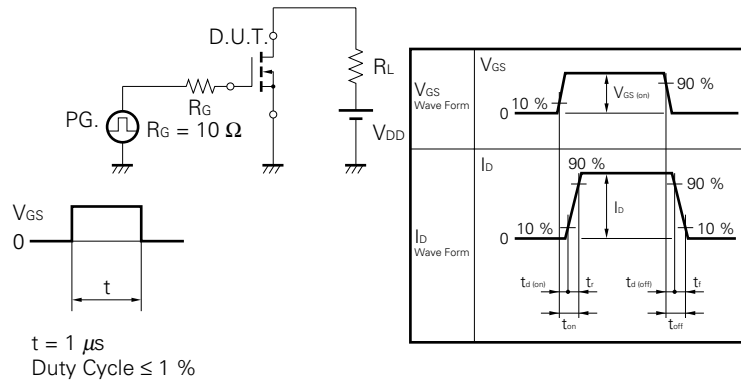 D.U.T.
RL
RG
PG.
RG = 10 Ω
VDD
VGS
0
t
t = 1 μs
Duty Cycle ≤ 1 %
VGS
Wave Form
VGS
10 %
0
VGS (on)
90 %
ID
Wave Form
ID
90 %
90 %
10 %
0
ID
10 %
td (on)
tr
td (off)
tf
ton
toff